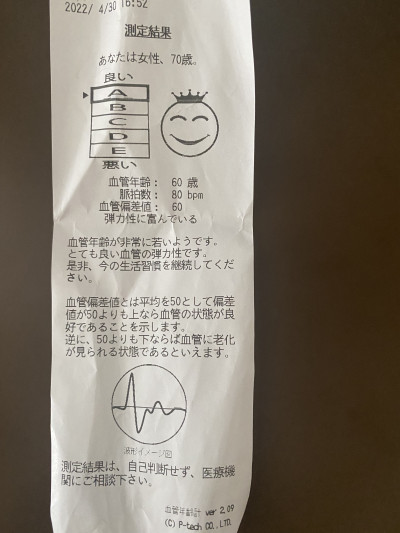 2022/ 4/30 16:52
測定結果
あなたは女性、70歳。
良い
A
B
C
D
E
悪い
血管年齢： 60 歳
脈拍数： 80 bpm
血管偏差値： 60
弾力性に富んでいる
血管年齢が非常に若いようです。
とても良い血管の弾力性です。
是非、今の生活習慣を継続してくだ
さい。
血管偏差値とは平均を50として偏差
値が50よりも上なら血管の状態が良
好であることを示します。
逆に、50よりも下ならば血管に老化
が見られる状態であるといえます。
波形イメージ図
測定結果は、自己判断せず、医療機
関にご相談下さい。
血管年齢計 ver 2.09
(C) P-tech CO.,LTD.